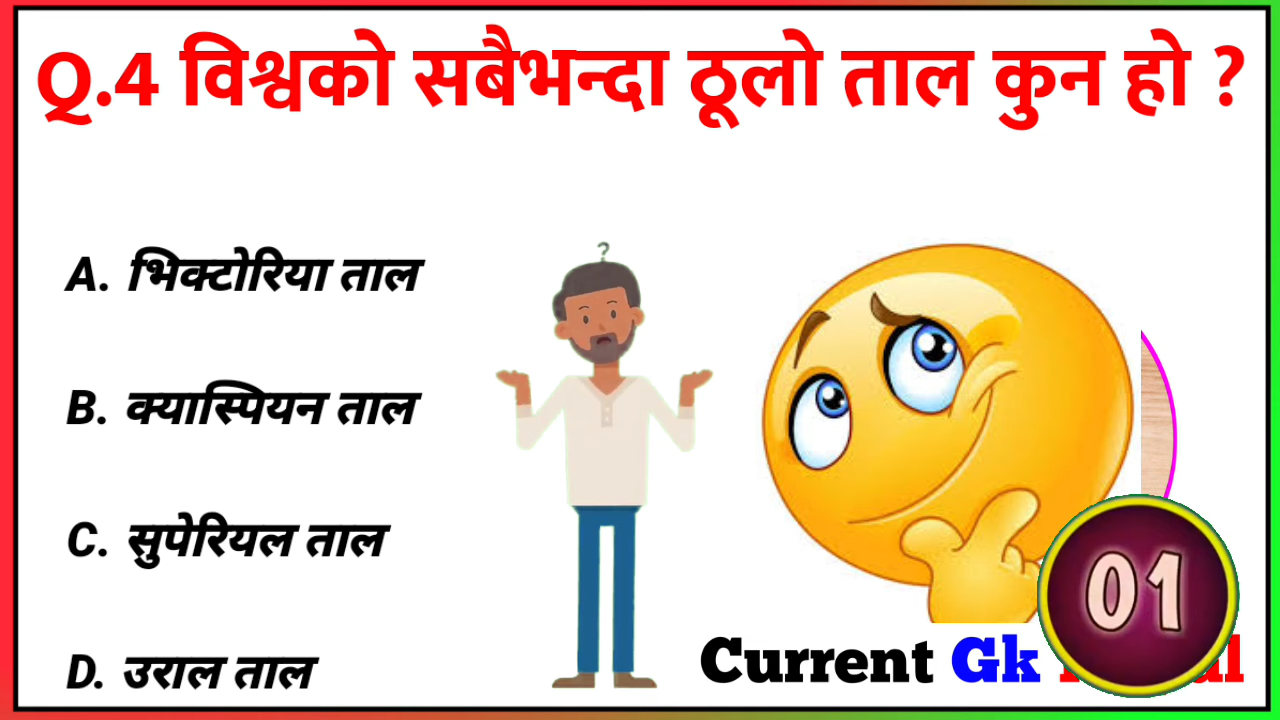 Q.4 विश्वको सबैभन्दा ठूलो ताल कुन हो ?
?
A. भिक्टोरिया ताल
B. क्यास्पियन ताल
C. सुपेरियल ताल
D. उराल ताल
01
Current Gk